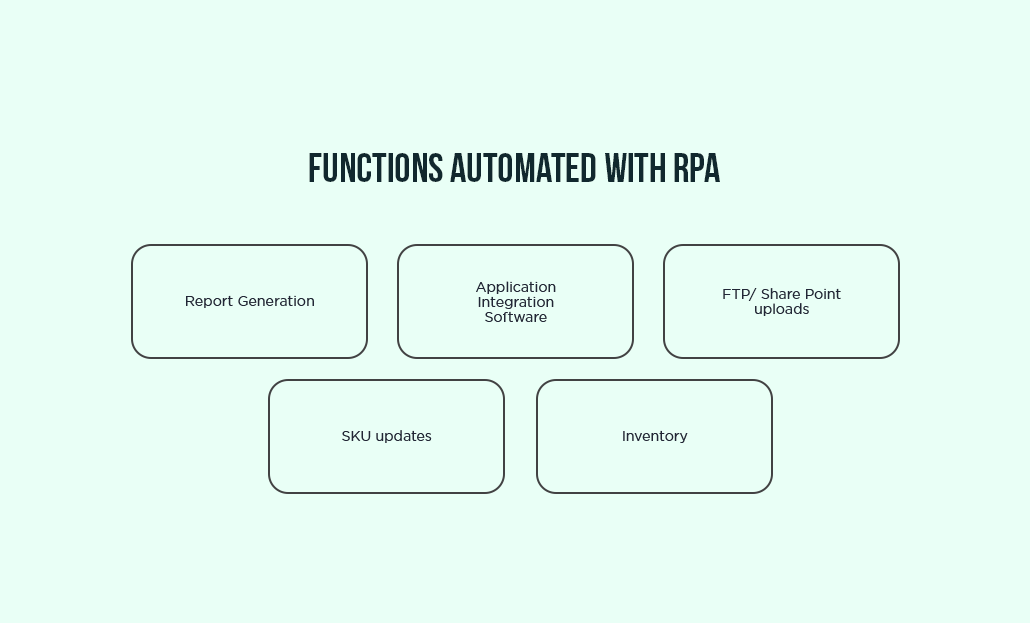 FUNCTIONS AUTOMATED WITH RPA
Report Generation
Application
Integration
Software
FTP/ Share Point
uploads
SKU updates
Inventory